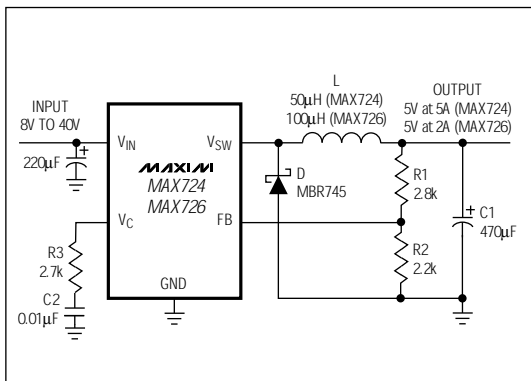 INPUT
8V TO 40V
220µF
V_IN
V_SW
MAXIM
MAX724
MAX726
V_C
FB
GND
R3
2.7k
C2
0.01µF
L
50µH (MAX724)
100µH (MAX726)
D
MBR745
OUTPUT
5V at 5A (MAX724)
5V at 2A (MAX726)
R1
2.8k
R2
2.2k
+
C1
470µF
+